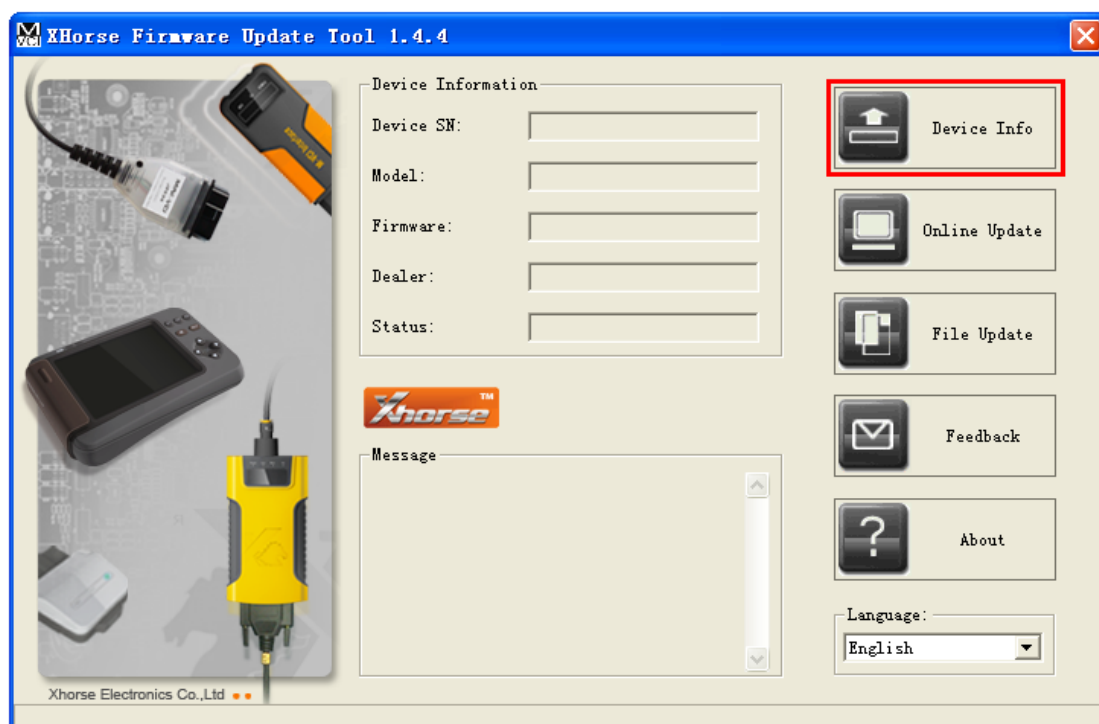 XHorse Firmware Update Tool 1.4.4
Device Information
Device SN:
Model:
Firmware:
Dealer:
Status:
Xhorse TM
Message
Device Info
Online Update
File Update
Feedback
About
Language:
English
Xhorse Electronics Co.,Ltd